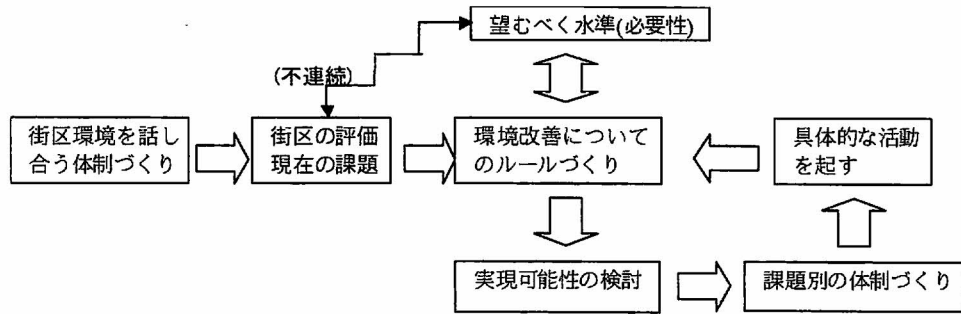 望むべく水準(必要性)
(不連続)
街区環境を話し
合う体制づくり
街区の評価
現在の課題
環境改善について
のルールづくり
具体的な活動
を起す
実現可能性の検討
課題別の体制づくり